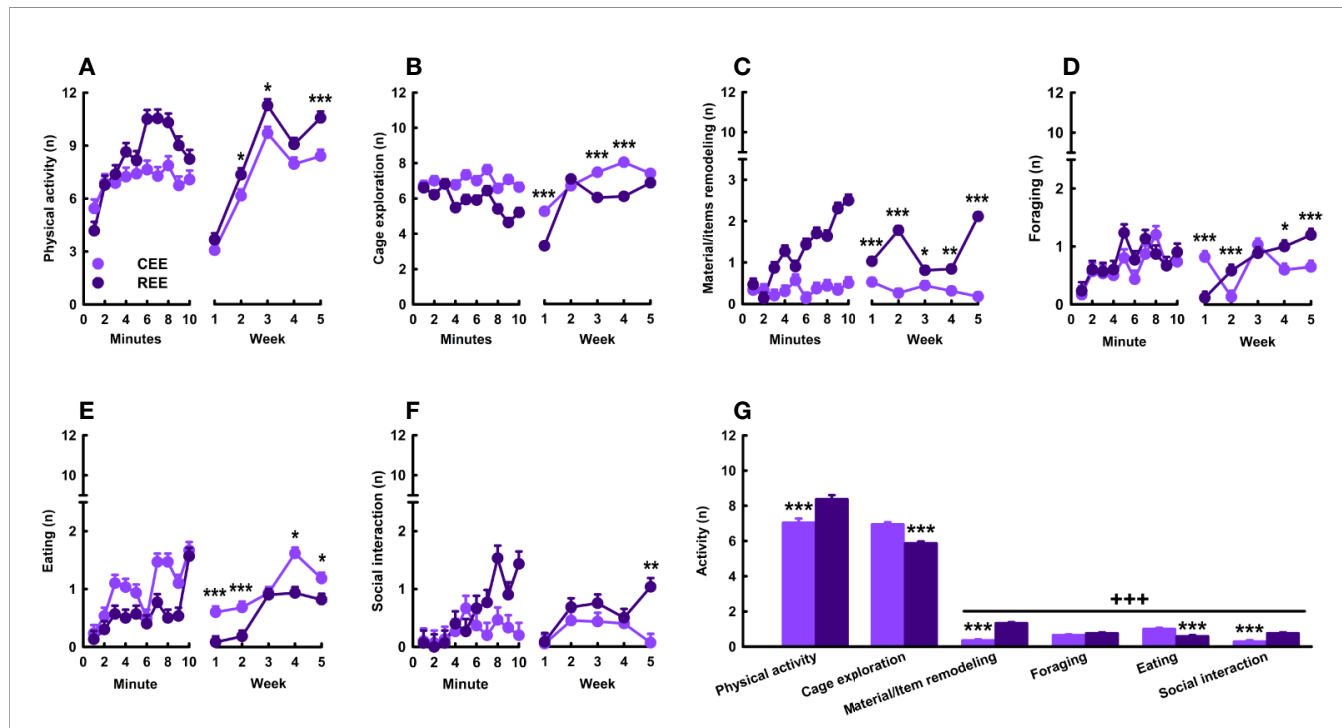 A
Physical activity (n)
12
9
6
3
0
CEE
REE
0 2 4 6 8 10
Minutes
1 2 3 4 5
Week
* * ***
B
Cage exploration (n)
12
10
8
6
4
2
0
0 2 4 6 8 10
Minutes
1 2 3 4 5
Week
*** *** ***
C
Material/items remodeling (n)
12
10
3
2
1
0
0 2 4 6 8 10
Minutes
1 2 3 4 5
Week
*** *** * ** ***
D
Foraging (n)
12
10
2
1
0
0 2 4 6 8 10
Minute
1 2 3 4 5
Week
*** *** * ***
E
Eating (n)
12
10
2
1
0
0 2 4 6 8 10
Minute
1 2 3 4 5
Week
*** *** * *
F
Social interaction (n)
12
10
2
1
0
0 2 4 6 8 10
Minute
1 2 3 4 5
Week
**
G
Activity (n)
12
10
8
6
4
2
0
*** *** *** *** ***
+++
Physical activity
Cage exploration
Material/Item remodeling
Foraging
Eating
Social interaction